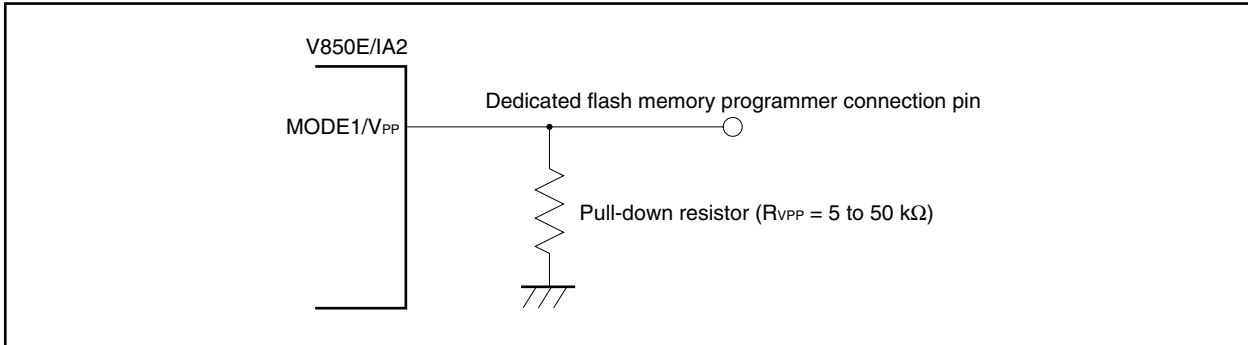 V850E/IA2
Dedicated flash memory programmer connection pin
MODE1/VPP
Pull-down resistor (RVPP = 5 to 50 kΩ)